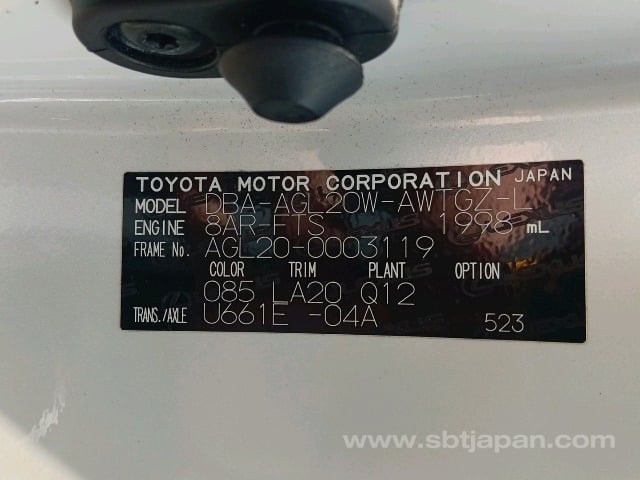 TOYOTA MOTOR CORPORATION JAPAN
MODEL DBA-AGL20W-AWTGZ-L
ENGINE 8AR-FTS 1998 mL
FRAME No. AGL20-0003119
COLOR TRIM PLANT OPTION
085 LA20 Q12
TRANS./AXLE U661E -04A 523
www.sbtjapan.com